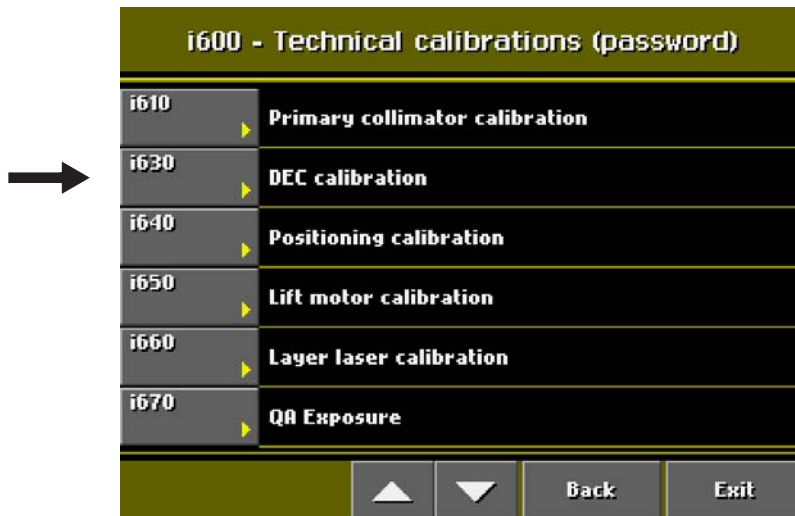 i600 - Technical calibrations (password)
i610 Primary collimator calibration
i630 DEC calibration
i640 Positioning calibration
i650 Lift motor calibration
i660 Layer laser calibration
i670 QA Exposure
Back Exit